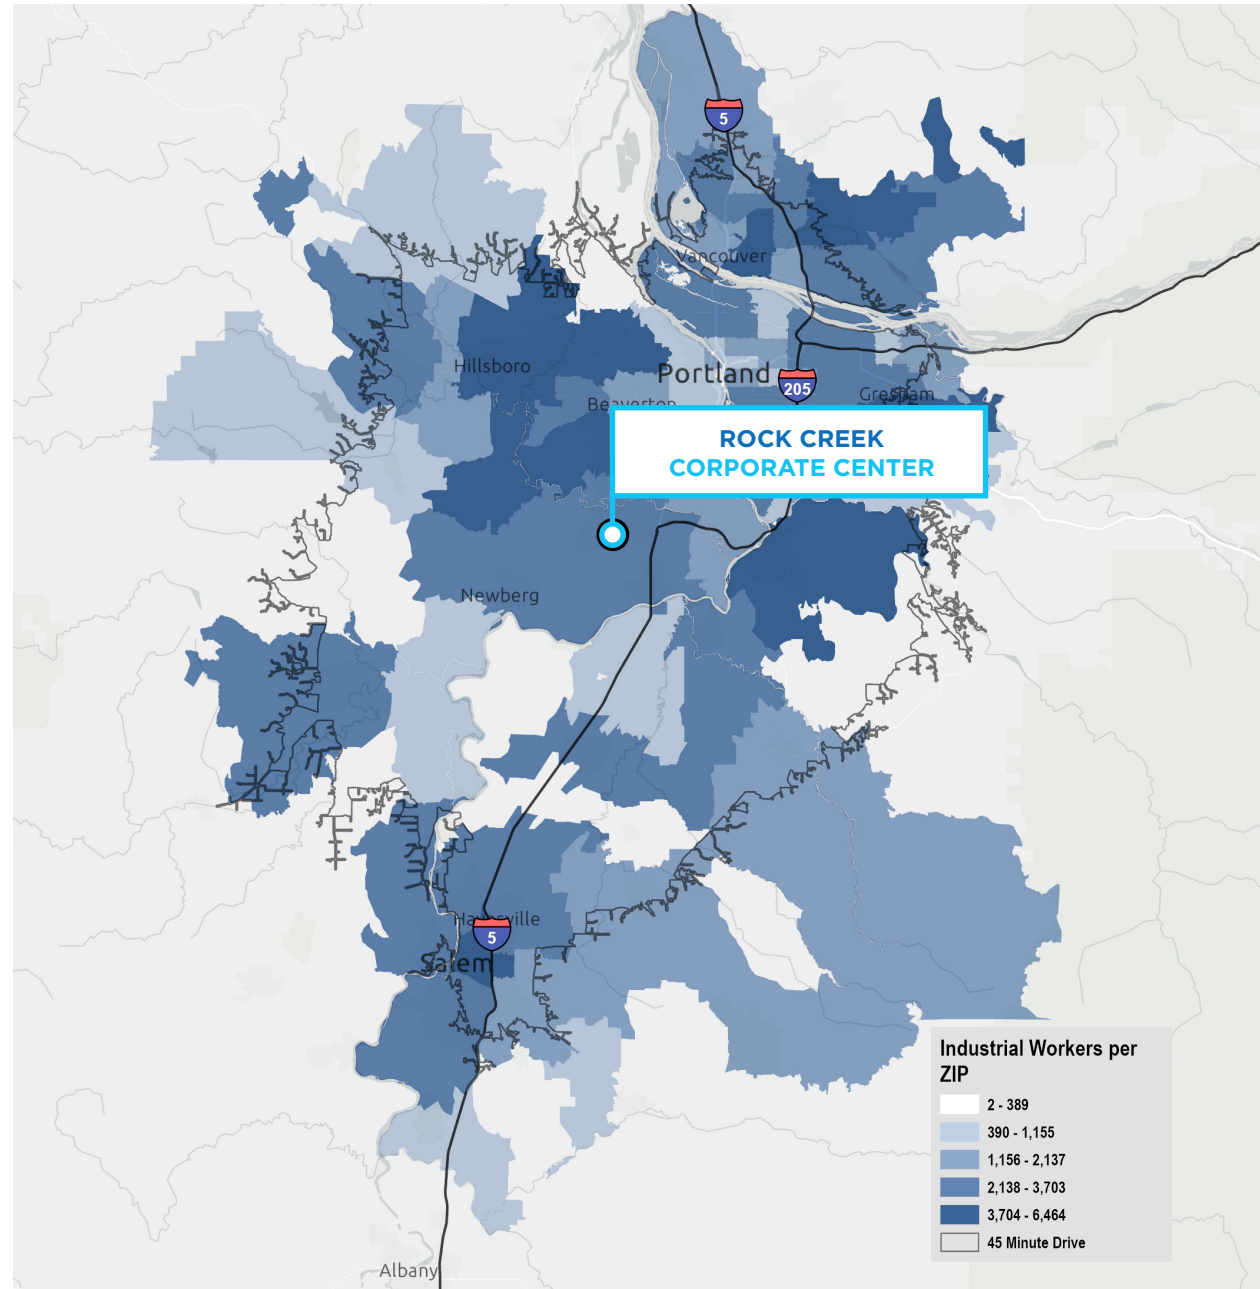 5
Vancouver
Hillsboro
Portland
205
Beaverton
Gresham
ROCK CREEK
CORPORATE CENTER
Newberg
Hayesville
5
Salem
Albany
Industrial Workers per
ZIP
2 - 389
390 - 1,155
1,156 - 2,137
2,138 - 3,703
3,704 - 6,464
45 Minute Drive